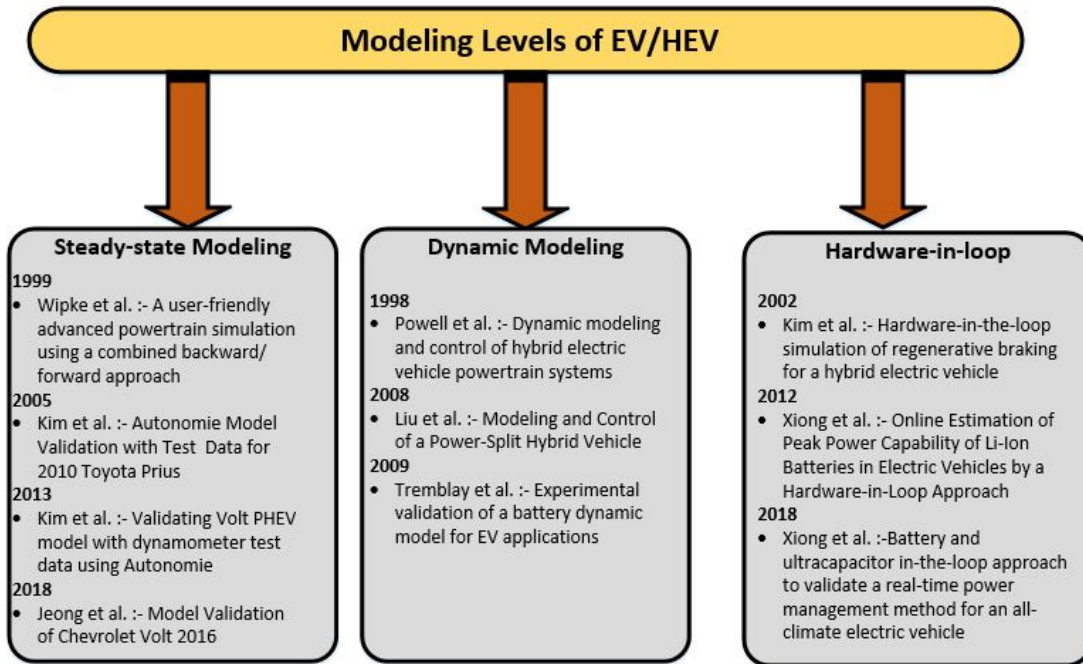 Modeling Levels of EV/HEV
Steady-state Modeling
1999
• Wipke et al. :- A user-friendly
advanced powertrain simulation
using a combined backward/
forward approach
2005
• Kim et al. :- Autonomie Model
Validation with Test Data for
2010 Toyota Prius
2013
• Kim et al. :- Validating Volt PHEV
model with dynamometer test
data using Autonomie
2018
• Jeong et al. :- Model Validation
of Chevrolet Volt 2016
Dynamic Modeling
1998
• Powell et al. :- Dynamic modeling
and control of hybrid electric
vehicle powertrain systems
2008
• Liu et al. :- Modeling and Control
of a Power-Split Hybrid Vehicle
2009
• Tremblay et al. :- Experimental
validation of a battery dynamic
model for EV applications
Hardware-in-loop
2002
• Kim et al. :- Hardware-in-the-loop
simulation of regenerative braking
for a hybrid electric vehicle
2012
• Xiong et al. :- Online Estimation of
Peak Power Capability of Li-Ion
Batteries in Electric Vehicles by a
Hardware-in-Loop Approach
2018
• Xiong et al. :-Battery and
ultracapacitor in-the-loop approach
to validate a real-time power
management method for an all-
climate electric vehicle